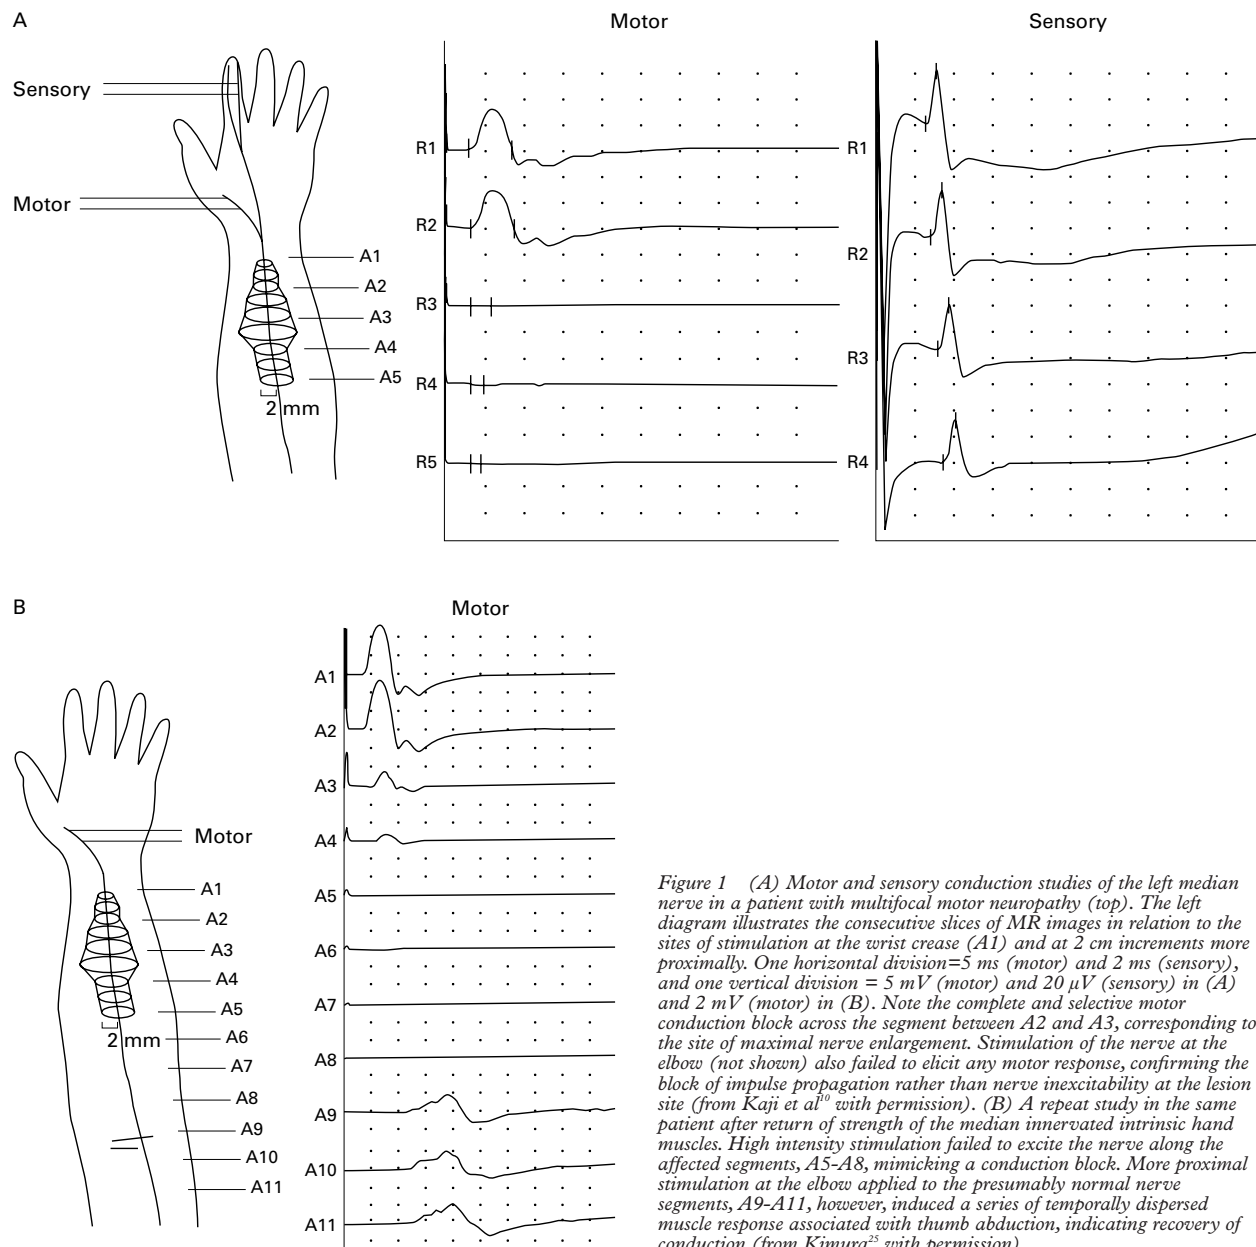 A
Motor
Sensory
Sensory
Motor
A1
A2
A3
A4
A5
2 mm
R1
R2
R3
R4
R5
R1
R2
R3
R4
B
Motor
Motor
A1
A2
A3
A4
A5
A6
A7
A8
A9
A10
A11
2 mm
A1
A2
A3
A4
A5
A6
A7
A8
A9
A10
A11
Figure 1 (A) Motor and sensory conduction studies of the left median
nerve in a patient with multifocal motor neuropathy (top). The left
diagram illustrates the consecutive slices of MR images in relation to the
sites of stimulation at the wrist crease (A1) and at 2 cm increments more
proximally. One horizontal division=5 ms (motor) and 2 ms (sensory),
and one vertical division = 5 mV (motor) and 20 μV (sensory) in (A)
and 2 mV (motor) in (B). Note the complete and selective motor
conduction block across the segment between A2 and A3, corresponding to
the site of maximal nerve enlargement. Stimulation of the nerve at the
elbow (not shown) also failed to elicit any motor response, confirming the
block of impulse propagation rather than nerve inexcitability at the lesion
site (from Kaji et al10 with permission). (B) A repeat study in the same
patient after return of strength of the median innervated intrinsic hand
muscles. High intensity stimulation failed to excite the nerve along the
affected segments, A5-A8, mimicking a conduction block. More proximal
stimulation at the elbow applied to the presumably normal nerve
segments, A9-A11, however, induced a series of temporally dispersed
muscle response associated with thumb abduction, indicating recovery of
conduction (from Kimura25 with permission)